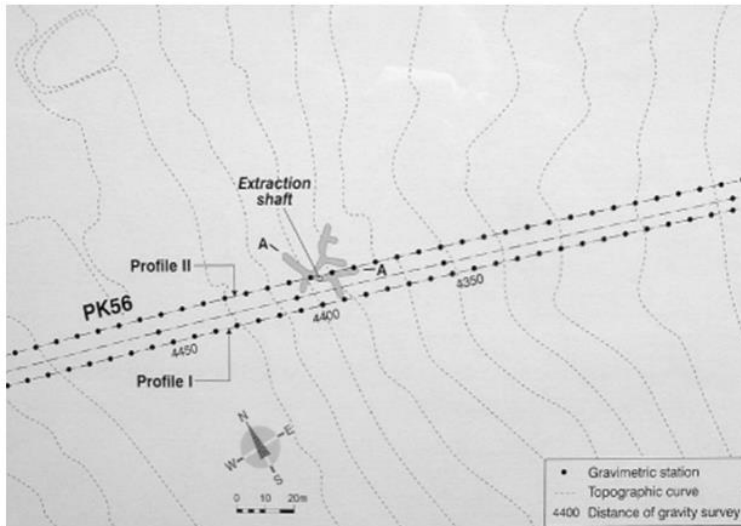 Extraction
shaft
A
A
Profile II
PK56
4350
4400
4450
Profile I
N
E
W
S
0 10 20m
Gravimetric station
Topographic curve
4400 Distance of gravity survey